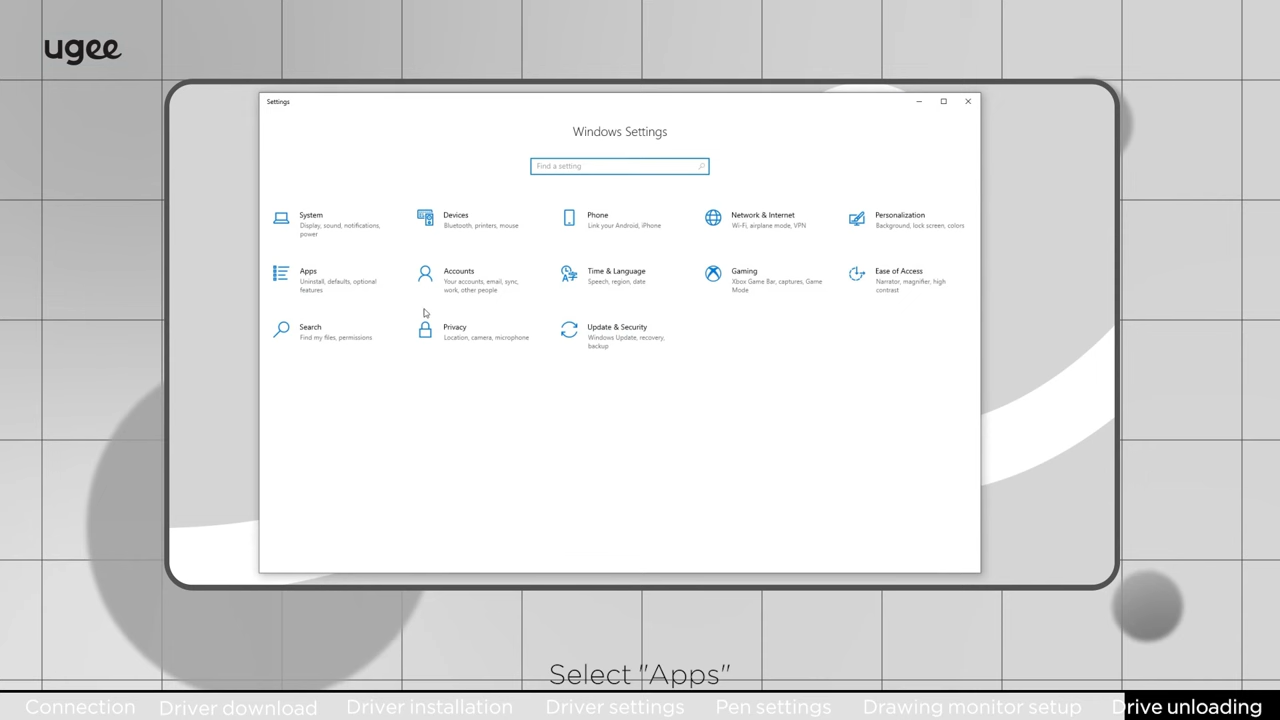 ugee
Settings
Windows Settings
Find a setting
System
Display, sound, notifications,
power
Devices
Bluetooth, printers, mouse
Phone
Link your Android, iPhone
Network & Internet
Wi-Fi, airplane mode, VPN
Personalization
Background, lock screen, colors
Apps
Uninstall, defaults, optional
features
Accounts
Your accounts, email, sync,
work, other people
Time & Language
Speech, region, date
Gaming
Xbox Game Bar, captures, Game
Mode
Ease of Access
Narrator, magnifier, high
contrast
Search
Find my files, permissions
Privacy
Location, camera, microphone
Update & Security
Windows Update, recovery,
backup
Select "Apps"
Connection
Driver download
Driver installation
Driver settings
Pen settings
Drawing monitor setup
Drive unloading